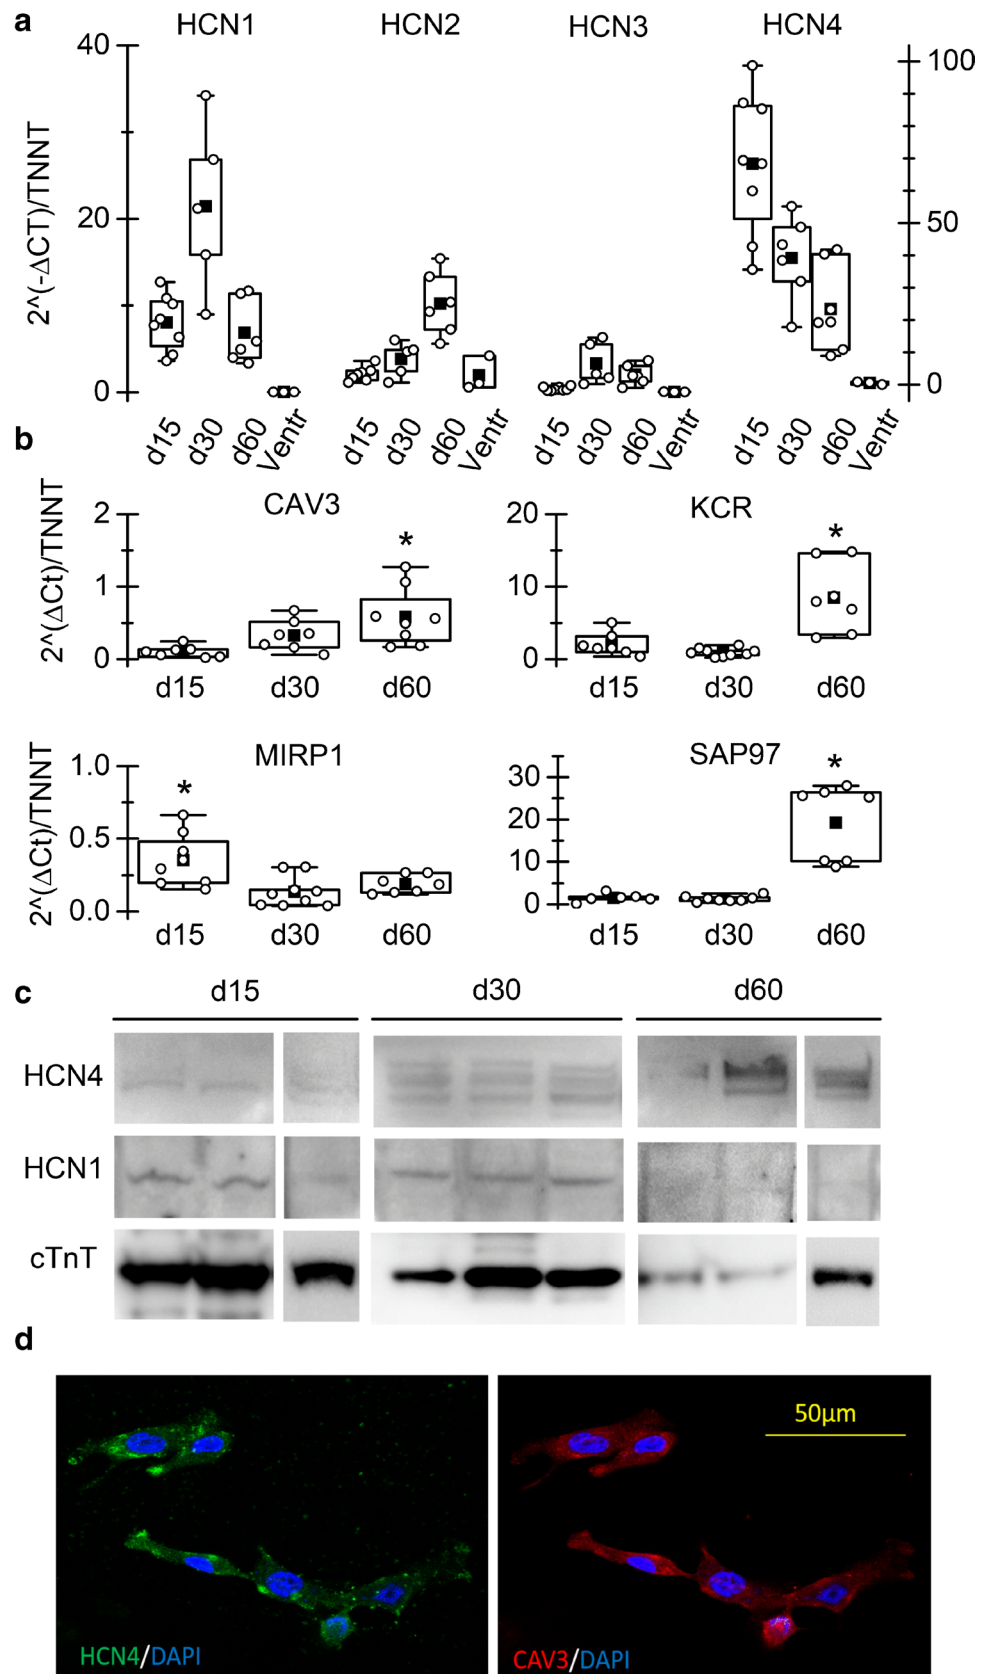 a
HCN1 HCN2 HCN3 HCN4
2^(-ΔCT)/TNNT
40
20
0
100
50
0
d15 d30 d60 Ventr d15 d30 d60 Ventr d15 d30 d60 Ventr d15 d30 d60 Ventr
b
CAV3
2^(ΔCt)/TNNT
2
1
0
*
d15 d30 d60
KCR
20
10
0
*
d15 d30 d60
MIRP1
2^(ΔCt)/TNNT
1.0
0.5
0.0
*
d15 d30 d60
SAP97
30
20
10
0
*
d15 d30 d60
c
d15 d30 d60
HCN4
HCN1
cTnT
d
50μm
HCN4/DAPI
CAV3/DAPI